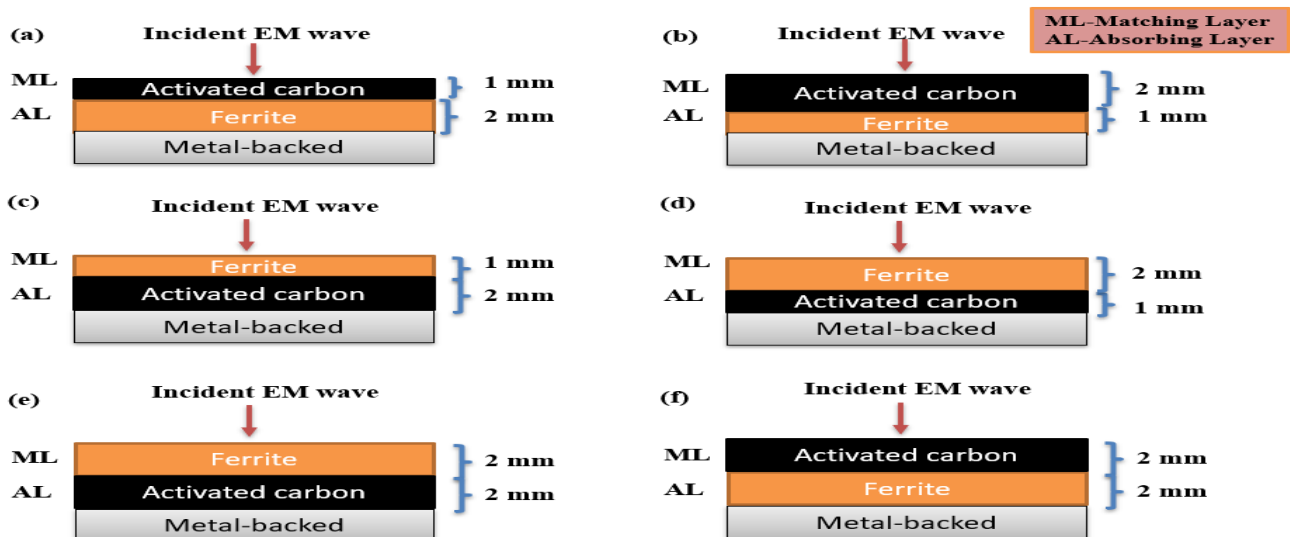 (a) Incident EM wave
ML Activated carbon 1 mm
AL Ferrite 2 mm
Metal-backed
(b) Incident EM wave
ML-Matching Layer
AL-Absorbing Layer
ML Activated carbon 2 mm
AL Ferrite 1 mm
Metal-backed
(c) Incident EM wave
ML Ferrite 1 mm
AL Activated carbon 2 mm
Metal-backed
(d) Incident EM wave
ML Ferrite 2 mm
AL Activated carbon 1 mm
Metal-backed
(e) Incident EM wave
ML Ferrite 2 mm
AL Activated carbon 2 mm
Metal-backed
(f) Incident EM wave
ML Activated carbon 2 mm
AL Ferrite 2 mm
Metal-backed